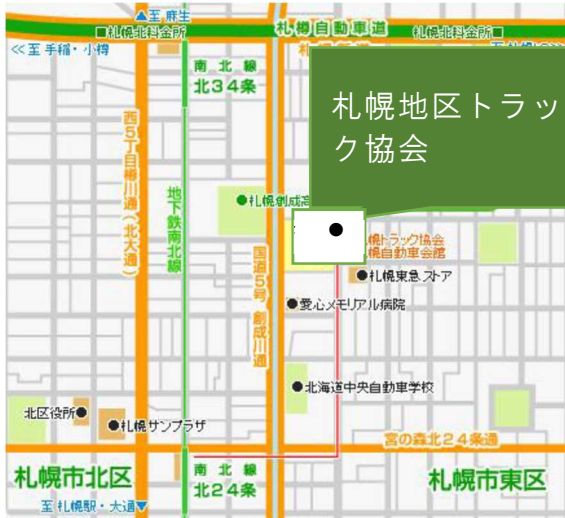 ▲至 麻生
■札幌北料金所
札樽自動車道
札幌北料金所■
<< 至 手稲・小樽
南北線
北34条
札幌地区トラッ
ク協会
西5丁目樽川通(北大通)
地下鉄南北線
●札幌創成高
国道5号 創成川通
幌トラック協会
幌自動車会館
●札幌東急ストア
●愛心メモリアル病院
●北海道中央自動車学校
北区役所●
●札幌サンプラザ
宮の森北24条通
札幌市北区
南北線
北24条
札幌市東区
至 札幌駅・大通▼